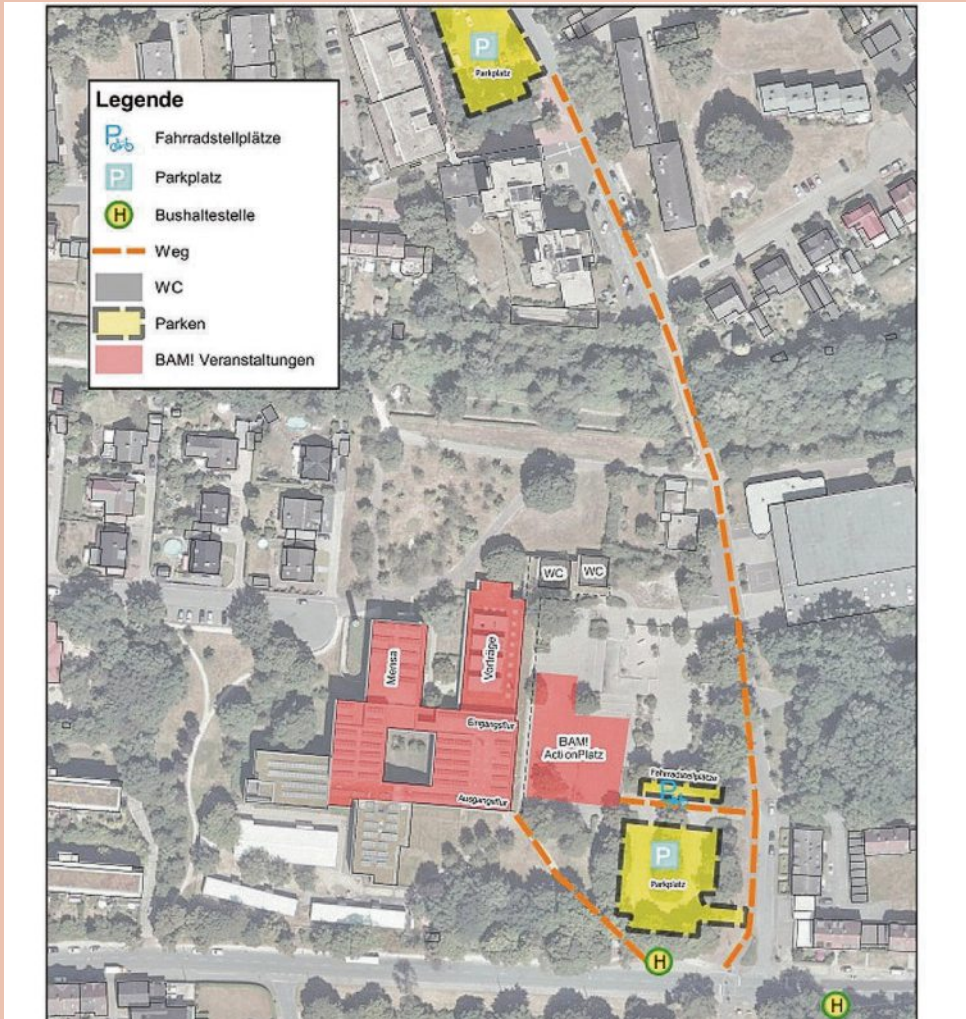 P
Parkplatz
Legende
P Fahrradstellplätze
P Parkplatz
H Bushaltestelle
Weg
WC
Parken
BAM! Veranstaltungen
WC WC
Mensa
Vorträge
Eingangsflur
BAM!
ActionPlatz
Fahrradstellplätze
P
Ausgangsflur
P
Parkplatz
H
H